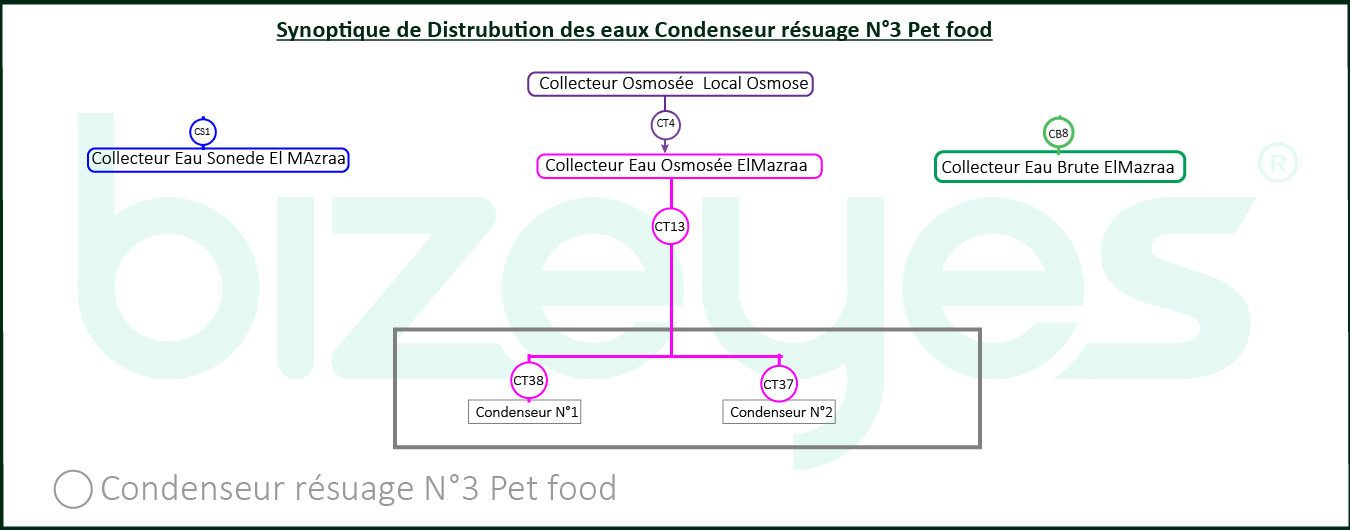 Synoptique de Distrubution des eaux Condenseur résuage N°3 Pet food
Collecteur Osmosée Local Osmose
CS1
CT4
CB8
Collecteur Eau Sonede El MAzraa
Collecteur Eau Osmosée ElMazraa
Collecteur Eau Brute ElMazraa
bizeyes ®
CT13
CT38
CT37
Condenseur N°1
Condenseur N°2
Condenseur résuage N°3 Pet food